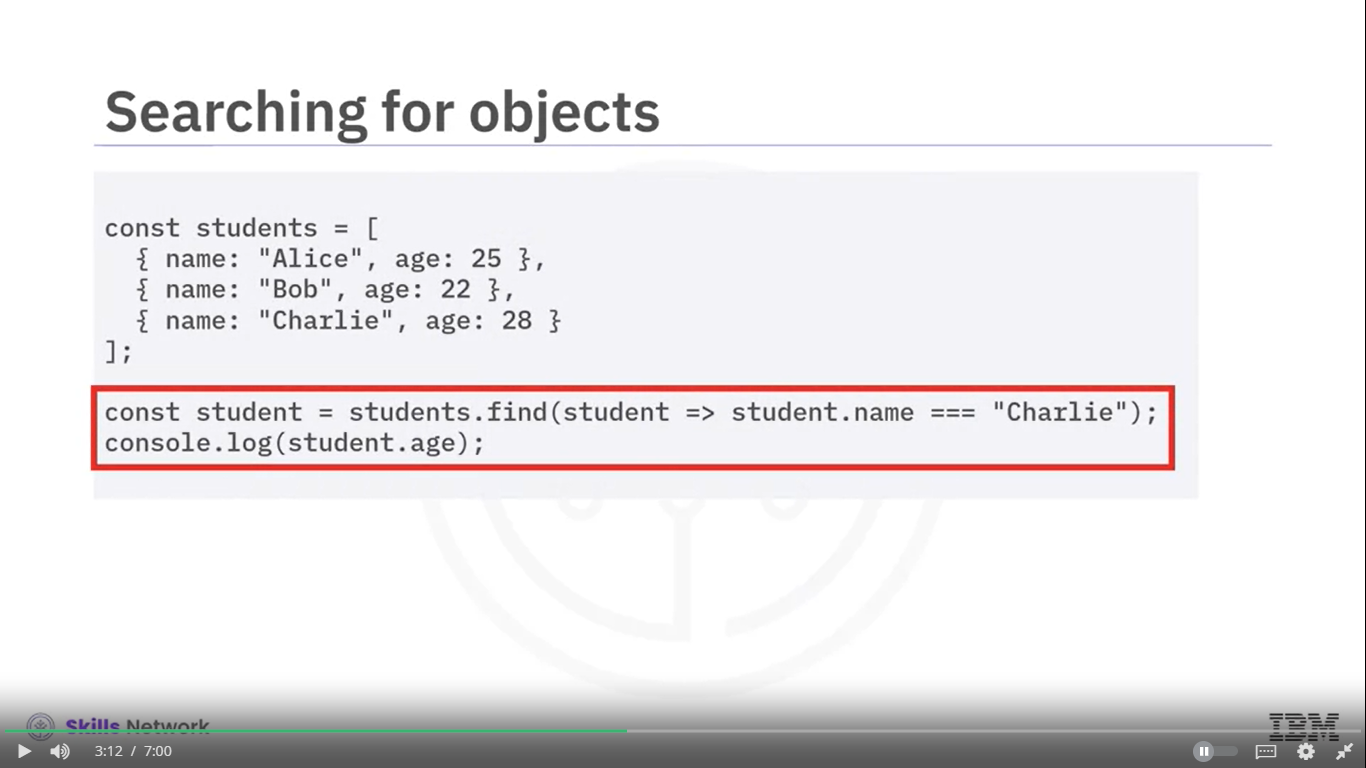 Searching for objects
const students = [
  { name: "Alice", age: 25 },
  { name: "Bob", age: 22 },
  { name: "Charlie", age: 28 }
];
const student = students.find(student => student.name === "Charlie");
console.log(student.age);
Skills Network
IBM
3:12 / 7:00